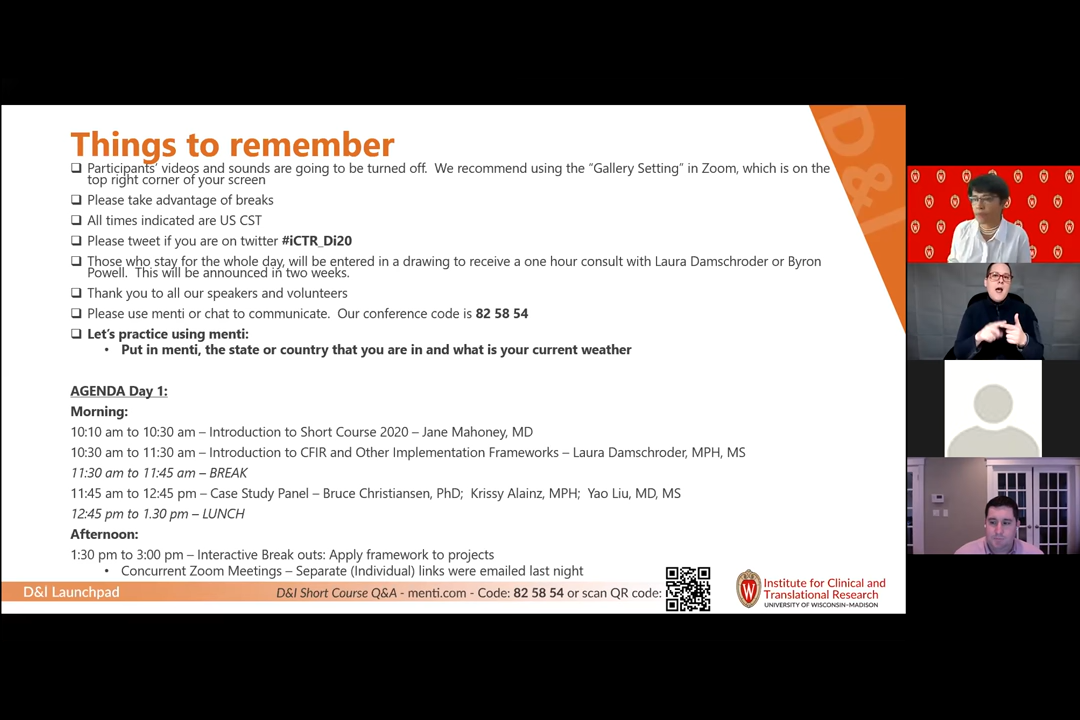 Things to remember
❑ Participants’ videos and sounds are going to be turned off. We recommend using the “Gallery Setting” in Zoom, which is on the
top right corner of your screen
❑ Please take advantage of breaks
❑ All times indicated are US CST
❑ Please tweet if you are on twitter #iCTR_Di20
❑ Those who stay for the whole day, will be entered in a drawing to receive a one hour consult with Laura Damschroder or Byron
Powell. This will be announced in two weeks.
❑ Thank you to all our speakers and volunteers
❑ Please use menti or chat to communicate. Our conference code is 82 58 54
❑ Let’s practice using menti:
• Put in menti, the state or country that you are in and what is your current weather
AGENDA Day 1:
Morning:
10:10 am to 10:30 am – Introduction to Short Course 2020 – Jane Mahoney, MD
10:30 am to 11:30 am – Introduction to CFIR and Other Implementation Frameworks – Laura Damschroder, MPH, MS
11:30 am to 11:45 am – BREAK
11:45 am to 12:45 pm – Case Study Panel – Bruce Christiansen, PhD; Krissy Alainz, MPH; Yao Liu, MD, MS
12:45 pm to 1.30 pm – LUNCH
Afternoon:
1:30 pm to 3:00 pm – Interactive Break outs: Apply framework to projects
• Concurrent Zoom Meetings – Separate (Individual) links were emailed last night
D&I Launchpad
D&I Short Course Q&A - menti.com - Code: 82 58 54 or scan QR code:
W
Institute for Clinical and
Translational Research
UNIVERSITY OF WISCONSIN–MADISON
D&I